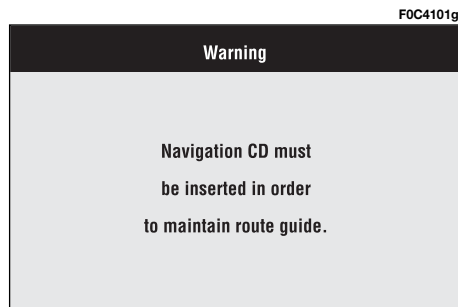 F0C4101g
Warning
Navigation CD must
be inserted in order
to maintain route guide.